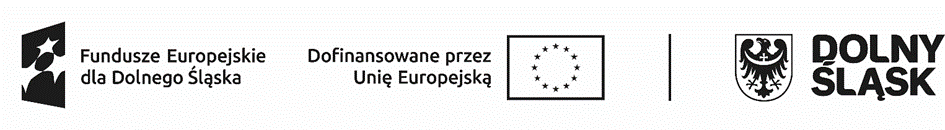 Fundusze Europejskie
dla Dolnego Śląska
Dofinansowane przez
Unię Europejską
DOLNY
ŚLĄSK